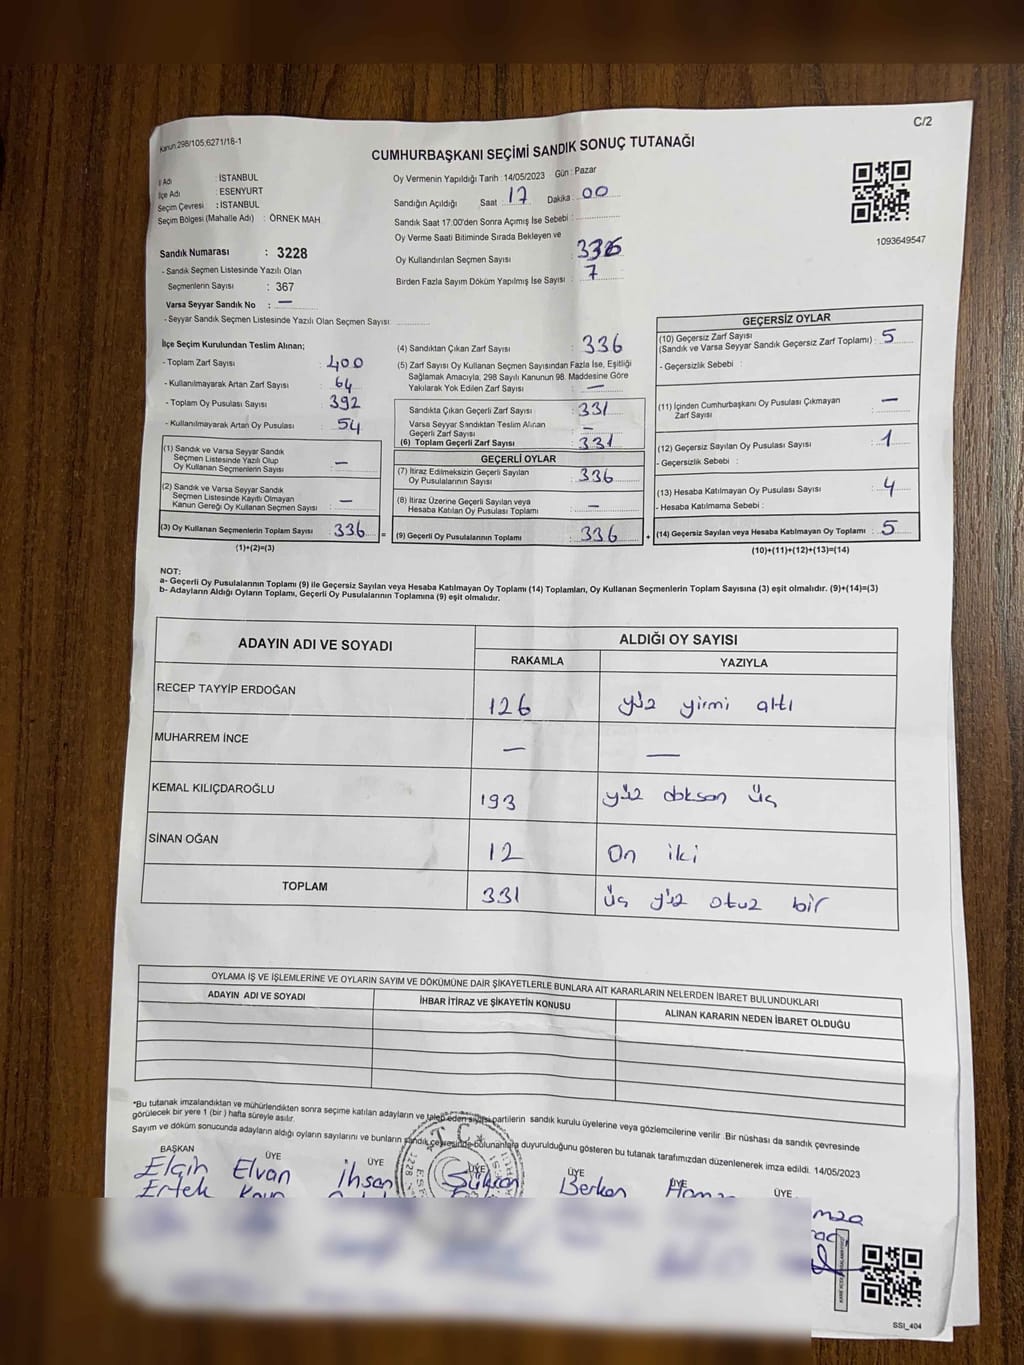 C/2
Kanun 298/105;6271/18-1
CUMHURBAŞKANI SEÇİMİ SANDIK SONUÇ TUTANAĞI
İl Adı : İSTANBUL
İlçe Adı : ESENYURT
Seçim Çevresi : İSTANBUL
Seçim Bölgesi (Mahalle Adı) : ÖRNEK MAH
Sandık Numarası : 3228
- Sandık Seçmen Listesinde Yazılı Olan
Seçmenlerin Sayısı : 367
Varsa Seyyar Sandık No : —
- Seyyar Sandık Seçmen Listesinde Yazılı Olan Seçmen Sayısı:
Oy Vermenin Yapıldığı Tarih : 14/05/2023 Gün : Pazar
Sandığın Açıldığı Saat : 17 Dakika : 00
Sandık Saat 17:00'den Sonra Açımış İse Sebebi :
Oy Verme Saati Bitiminde Sırada Bekleyen ve
Oy Kullandırılan Seçmen Sayısı : 336
Birden Fazla Sayım Döküm Yapılmış İse Sayısı : 7
1093649547
İlçe Seçim Kurulundan Teslim Alınan;
- Toplam Zarf Sayısı : 400
- Kullanılmayarak Artan Zarf Sayısı : 64
- Toplam Oy Pusulası Sayısı : 392
- Kullanılmayarak Artan Oy Pusulası : 54
(1) Sandık ve Varsa Seyyar Sandık
Seçmen Listesinde Yazılı Olup
Oy Kullanan Seçmenlerin Sayısı : —
(2) Sandık ve Varsa Seyyar Sandık
Seçmen Listesinde Kayıtlı Olmayan
Kanun Gereği Oy Kullanan Seçmen Sayısı : —
(3) Oy Kullanan Seçmenlerin Toplam Sayısı : 336 =
(1)+(2)=(3)
(4) Sandıktan Çıkan Zarf Sayısı : 336
(5) Zarf Sayısı Oy Kullanan Seçmen Sayısından Fazla İse, Eşitliği
Sağlamak Amacıyla, 298 Sayılı Kanunun 98. Maddesine Göre
Yakılarak Yok Edilen Zarf Sayısı : —
Sandıkta Çıkan Geçerli Zarf Sayısı : 331
Varsa Seyyar Sandıktan Teslim Alınan
Geçerli Zarf Sayısı : —
(6) Toplam Geçerli Zarf Sayısı : 331
GEÇERLİ OYLAR
(7) İtiraz Edilmeksizin Geçerli Sayılan
Oy Pusulalarının Sayısı : 336
(8) İtiraz Üzerine Geçerli Sayılan veya
Hesaba Katılan Oy Pusulası Toplamı : —
(9) Geçerli Oy Pusulalarının Toplamı : 336 +
GEÇERSİZ OYLAR
(10) Geçersiz Zarf Sayısı
(Sandık ve Varsa Seyyar Sandık Geçersiz Zarf Toplamı) : 5
- Geçersizlik Sebebi :
(11) İçinden Cumhurbaşkanı Oy Pusulası Çıkmayan
Zarf Sayısı : —
(12) Geçersiz Sayılan Oy Pusulası Sayısı : 1
- Geçersizlik Sebebi :
(13) Hesaba Katılmayan Oy Pusulası Sayısı : 4
- Hesaba Katılmama Sebebi :
(14) Geçersiz Sayılan veya Hesaba Katılmayan Oy Toplamı : 5
(10)+(11)+(12)+(13)=(14)
NOT:
a- Geçerli Oy Pusulalarının Toplamı (9) ile Geçersiz Sayılan veya Hesaba Katılmayan Oy Toplamı (14) Toplamları, Oy Kullanan Seçmenlerin Toplam Sayısına (3) eşit olmalıdır. (9)+(14)=(3)
b- Adayların Aldığı Oyların Toplamı, Geçerli Oy Pusulalarının Toplamına (9) eşit olmalıdır.
ADAYIN ADI VE SOYADI ALDIĞI OY SAYISI
RAKAMLA YAZIYLA
RECEP TAYYİP ERDOĞAN 126 yüz yirmi altı
MUHARREM İNCE — —
KEMAL KILIÇDAROĞLU 193 yüz doksan üç
SİNAN OĞAN 12 On iki
TOPLAM 331 üç yüz otuz bir
OYLAMA İŞ VE İŞLEMLERİNE VE OYLARIN SAYIM VE DÖKÜMÜNE DAİR ŞİKAYETLERLE BUNLARA AİT KARARLARIN NELERDEN İBARET BULUNDUKLARI
ADAYIN ADI VE SOYADI İHBAR İTİRAZ VE ŞİKAYETİN KONUSU ALINAN KARARIN NEDEN İBARET OLDUĞU
*Bu tutanak imzalandıktan ve mühürlendikten sonra seçime katılan adayların ve talep eden siyasi partilerin sandık kurulu üyelerine veya gözlemcilerine verilir. Bir nüshası da sandık çevresinde
görülecek bir yere 1 (bir) hafta süreyle asılır.
Sayım ve döküm sonucunda adayların aldığı oyların sayılarını ve bunların sandık çevresinde bulunanlara duyurulduğunu gösteren bu tutanak tarafımızdan düzenlenerek imza edildi. 14/05/2023
BAŞKAN ÜYE ÜYE ÜYE ÜYE ÜYE ÜYE
Elçin Elvan İhsan Şükran Berkan
Ertek
T.C.
SSI_404